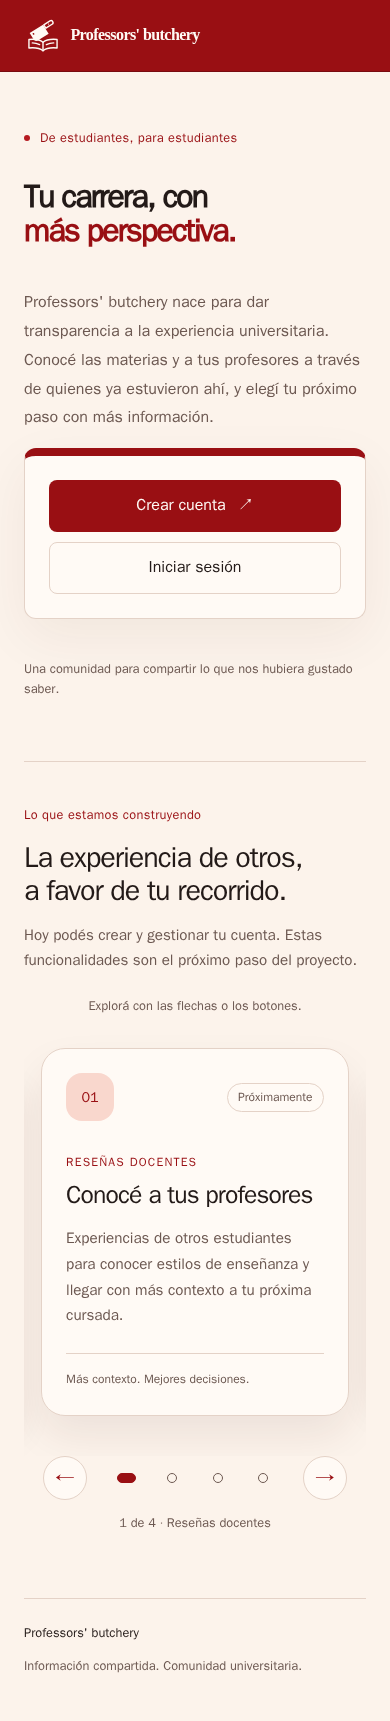 Professors' butchery
De estudiantes, para estudiantes
Tu carrera, con
más perspectiva.
Professors' butchery nace para dar
transparencia a la experiencia universitaria.
Conocé las materias y a tus profesores a través
de quienes ya estuvieron ahí, y elegí tu próximo
paso con más información.
Crear cuenta ↗
Iniciar sesión
Una comunidad para compartir lo que nos hubiera gustado
saber.
Lo que estamos construyendo
La experiencia de otros,
a favor de tu recorrido.
Hoy podés crear y gestionar tu cuenta. Estas
funcionalidades son el próximo paso del proyecto.
Explorá con las flechas o los botones.
01
Próximamente
RESEÑAS DOCENTES
Conocé a tus profesores
Experiencias de otros estudiantes
para conocer estilos de enseñanza y
llegar con más contexto a tu próxima
cursada.
Más contexto. Mejores decisiones.
← →
1 de 4 · Reseñas docentes
Professors' butchery
Información compartida. Comunidad universitaria.